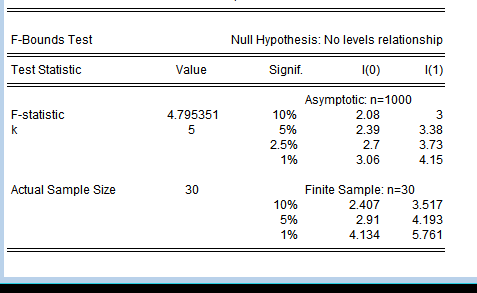 F-Bounds Test Null Hypothesis: No levels relationship
Test Statistic Value Signif. I(0) I(1)
Asymptotic: n=1000
F-statistic 4.795351 10% 2.08 3
k 5 5% 2.39 3.38
2.5% 2.7 3.73
1% 3.06 4.15
Actual Sample Size 30 Finite Sample: n=30
10% 2.407 3.517
5% 2.91 4.193
1% 4.134 5.761